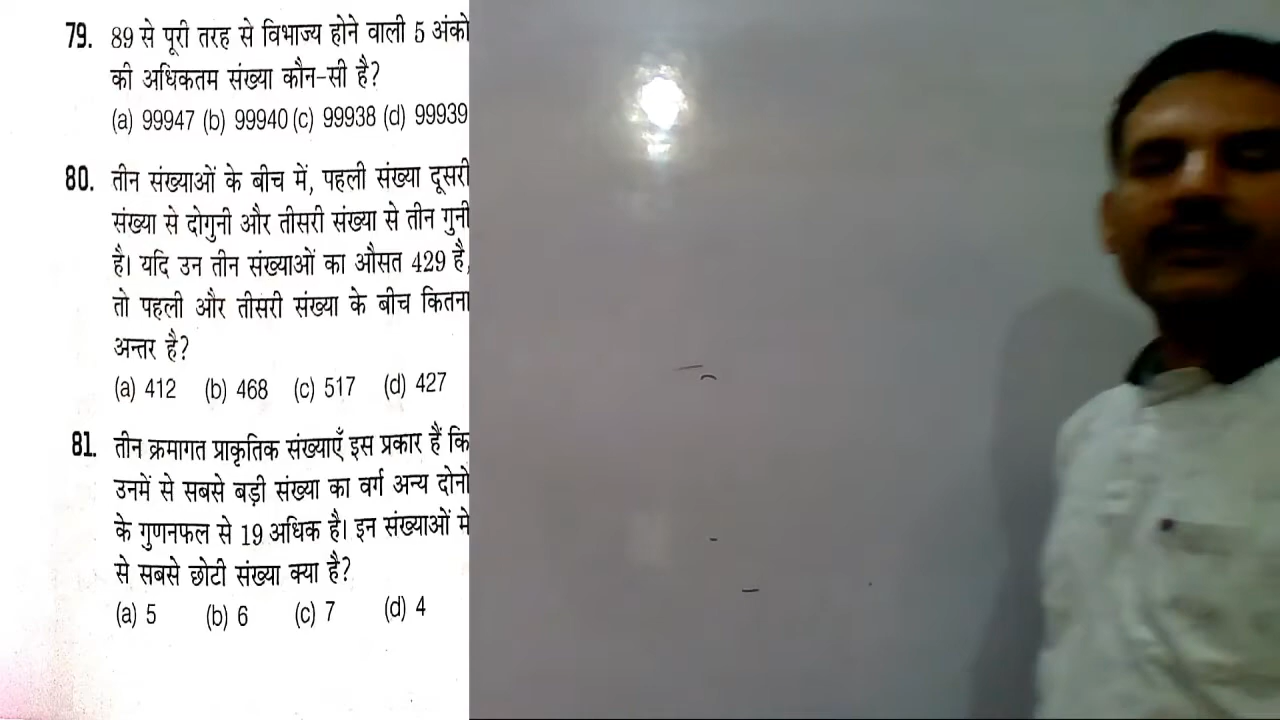 79. 89 से पूरी तरह से विभाज्य होने वाली 5 अंको
की अधिकतम संख्या कौन-सी है?
(a) 99947 (b) 99940 (c) 99938 (d) 99939
80. तीन संख्याओं के बीच में, पहली संख्या दूसरी
संख्या से दोगुनी और तीसरी संख्या से तीन गुनी
है। यदि उन तीन संख्याओं का औसत 429 है,
तो पहली और तीसरी संख्या के बीच कितना
अन्तर है?
(a) 412 (b) 468 (c) 517 (d) 427
81. तीन क्रमागत प्राकृतिक संख्याएँ इस प्रकार हैं कि
उनमें से सबसे बड़ी संख्या का वर्ग अन्य दोनो
के गुणनफल से 19 अधिक है। इन संख्याओं मे
से सबसे छोटी संख्या क्या है?
(a) 5 (b) 6 (c) 7 (d) 4